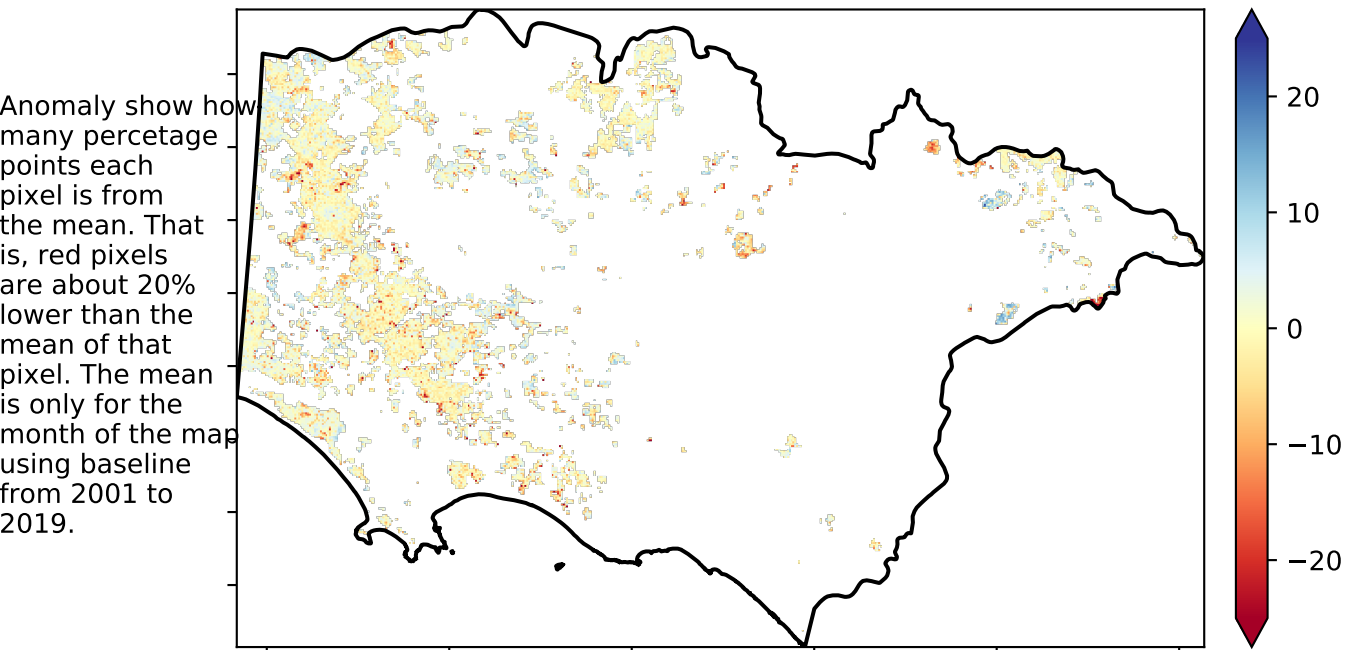 Anomaly show how
many percetage
points each
pixel is from
the mean. That
is, red pixels
are about 20%
lower than the
mean of that
pixel. The mean
is only for the
month of the map
using baseline
from 2001 to
2019.
20
10
0
−10
−20